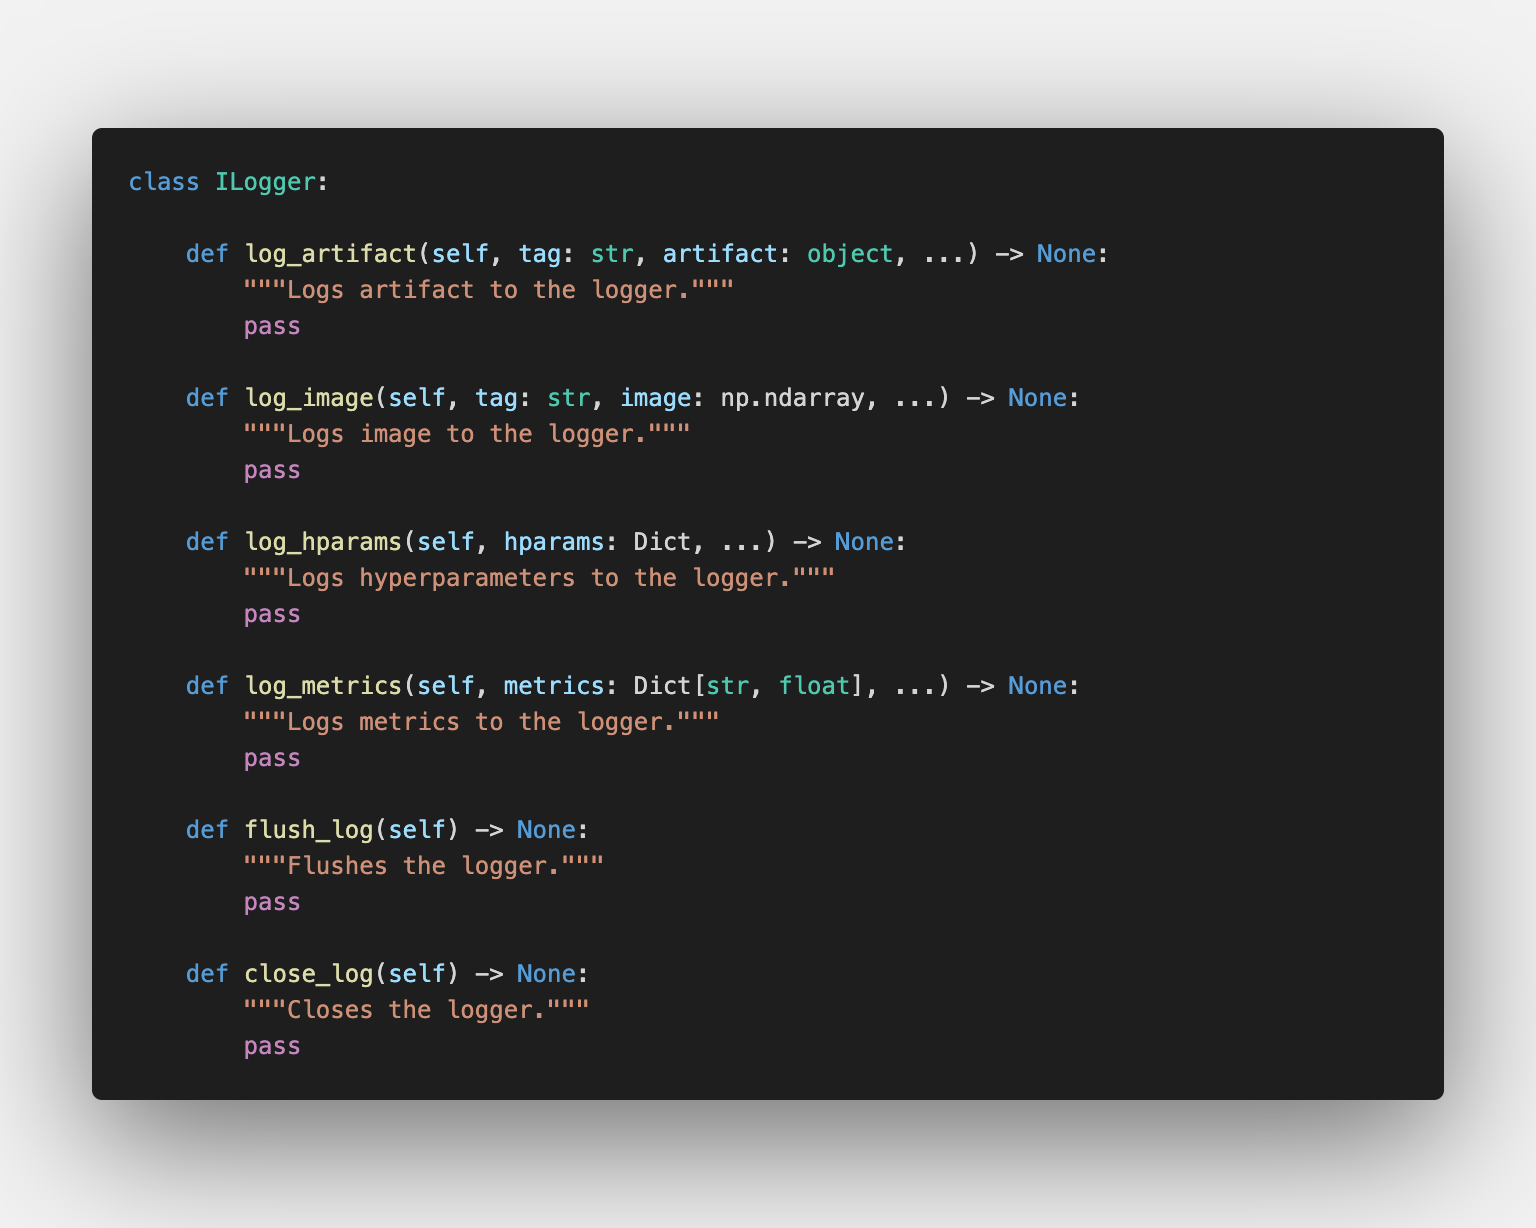 class ILogger:

    def log_artifact(self, tag: str, artifact: object, ...) -> None:
        """Logs artifact to the logger."""
        pass

    def log_image(self, tag: str, image: np.ndarray, ...) -> None:
        """Logs image to the logger."""
        pass

    def log_hparams(self, hparams: Dict, ...) -> None:
        """Logs hyperparameters to the logger."""
        pass

    def log_metrics(self, metrics: Dict[str, float], ...) -> None:
        """Logs metrics to the logger."""
        pass

    def flush_log(self) -> None:
        """Flushes the logger."""
        pass

    def close_log(self) -> None:
        """Closes the logger."""
        pass